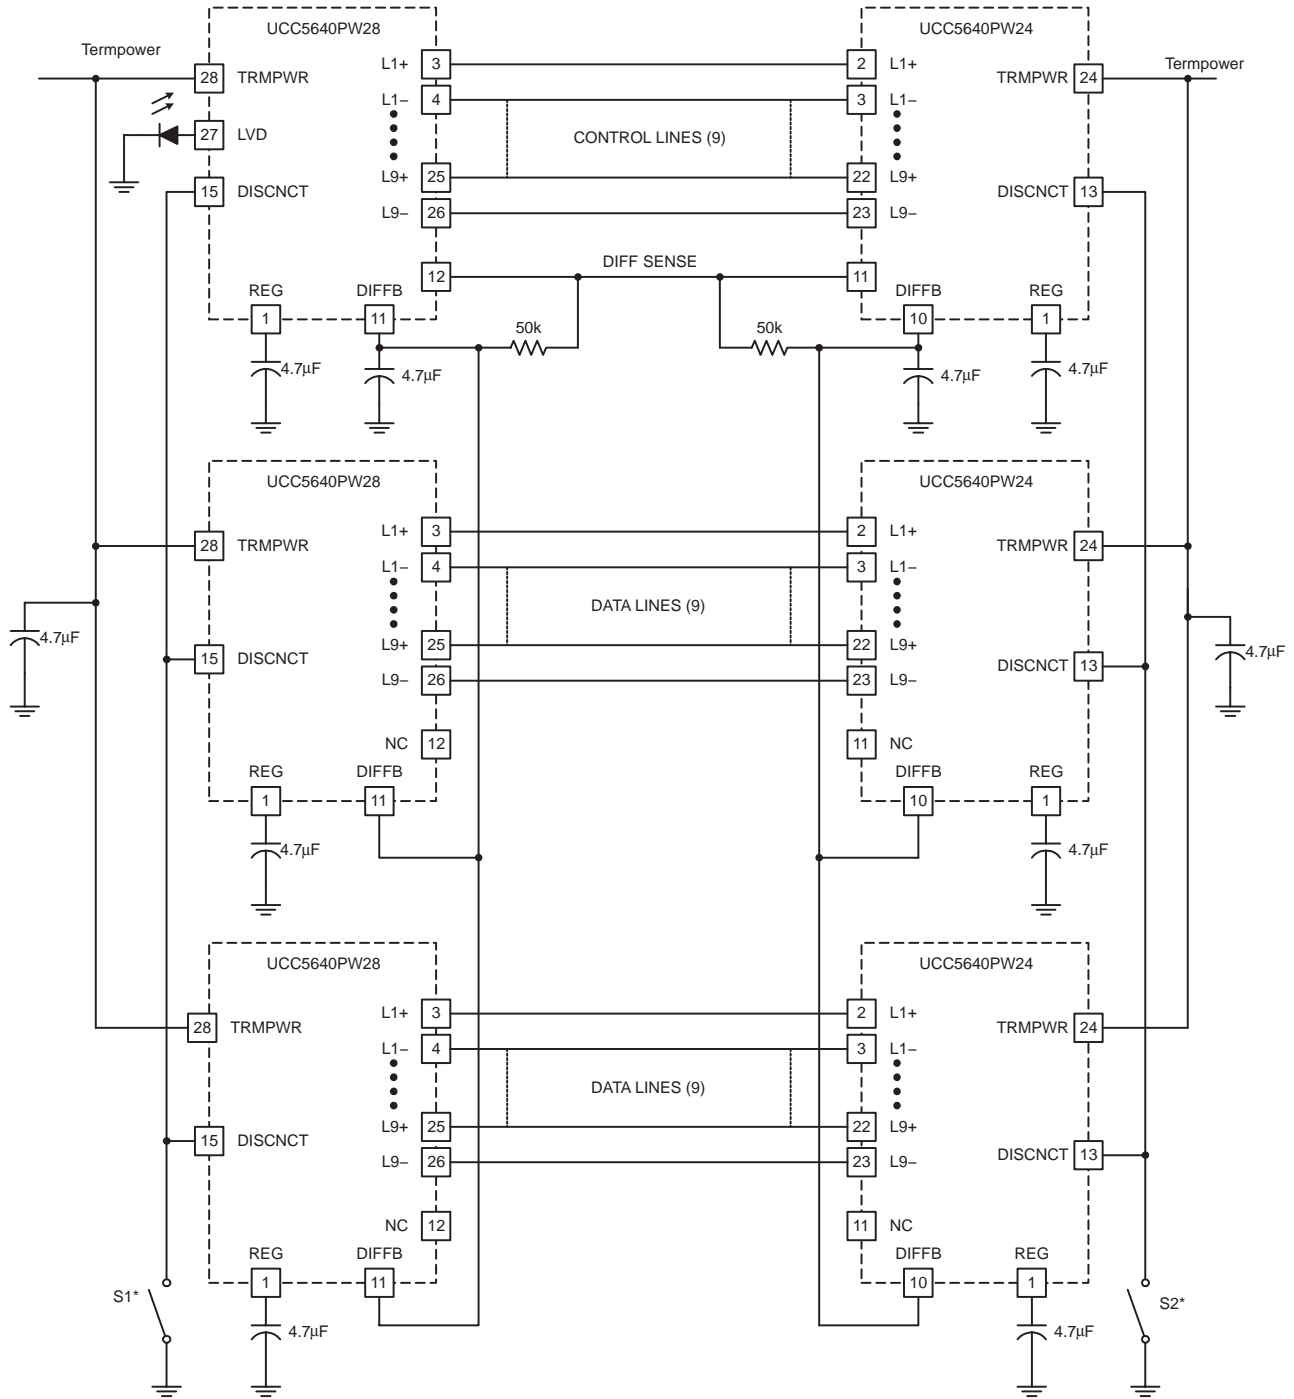 UCC5640PW28
UCC5640PW24
Termpower
Termpower
28 TRMPWR
L1+ 3
2 L1+
TRMPWR 24
L1– 4
3 L1–
27 LVD
CONTROL LINES (9)
L9+ 25
22 L9+
15 DISCNCT
DISCNCT 13
L9– 26
23 L9–
DIFF SENSE
12
11
REG
DIFFB
DIFFB
REG
1
11
10
1
50k
50k
4.7µF
4.7µF
4.7µF
4.7µF
UCC5640PW28
UCC5640PW24
L1+ 3
2 L1+
28 TRMPWR
TRMPWR 24
L1– 4
3 L1–
DATA LINES (9)
4.7µF
4.7µF
L9+ 25
22 L9+
15 DISCNCT
DISCNCT 13
L9– 26
23 L9–
NC 12
11 NC
REG
DIFFB
DIFFB
REG
1
11
10
1
4.7µF
4.7µF
UCC5640PW28
UCC5640PW24
L1+ 3
2 L1+
28 TRMPWR
TRMPWR 24
L1– 4
3 L1–
DATA LINES (9)
L9+ 25
22 L9+
15 DISCNCT
DISCNCT 13
L9– 26
23 L9–
NC 12
11 NC
REG
DIFFB
DIFFB
REG
1
11
10
1
S1*
S2*
4.7µF
4.7µF